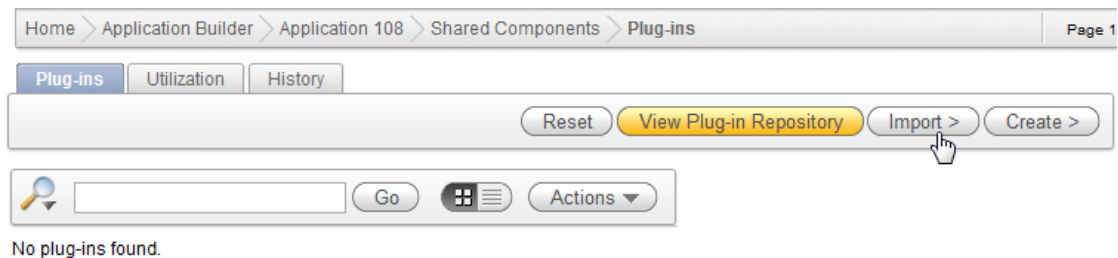 Home Application Builder Application 108 Shared Components Plug-ins Page 1
Plug-ins Utilization History
Reset View Plug-in Repository Import > Create >
Go Actions
No plug-ins found.